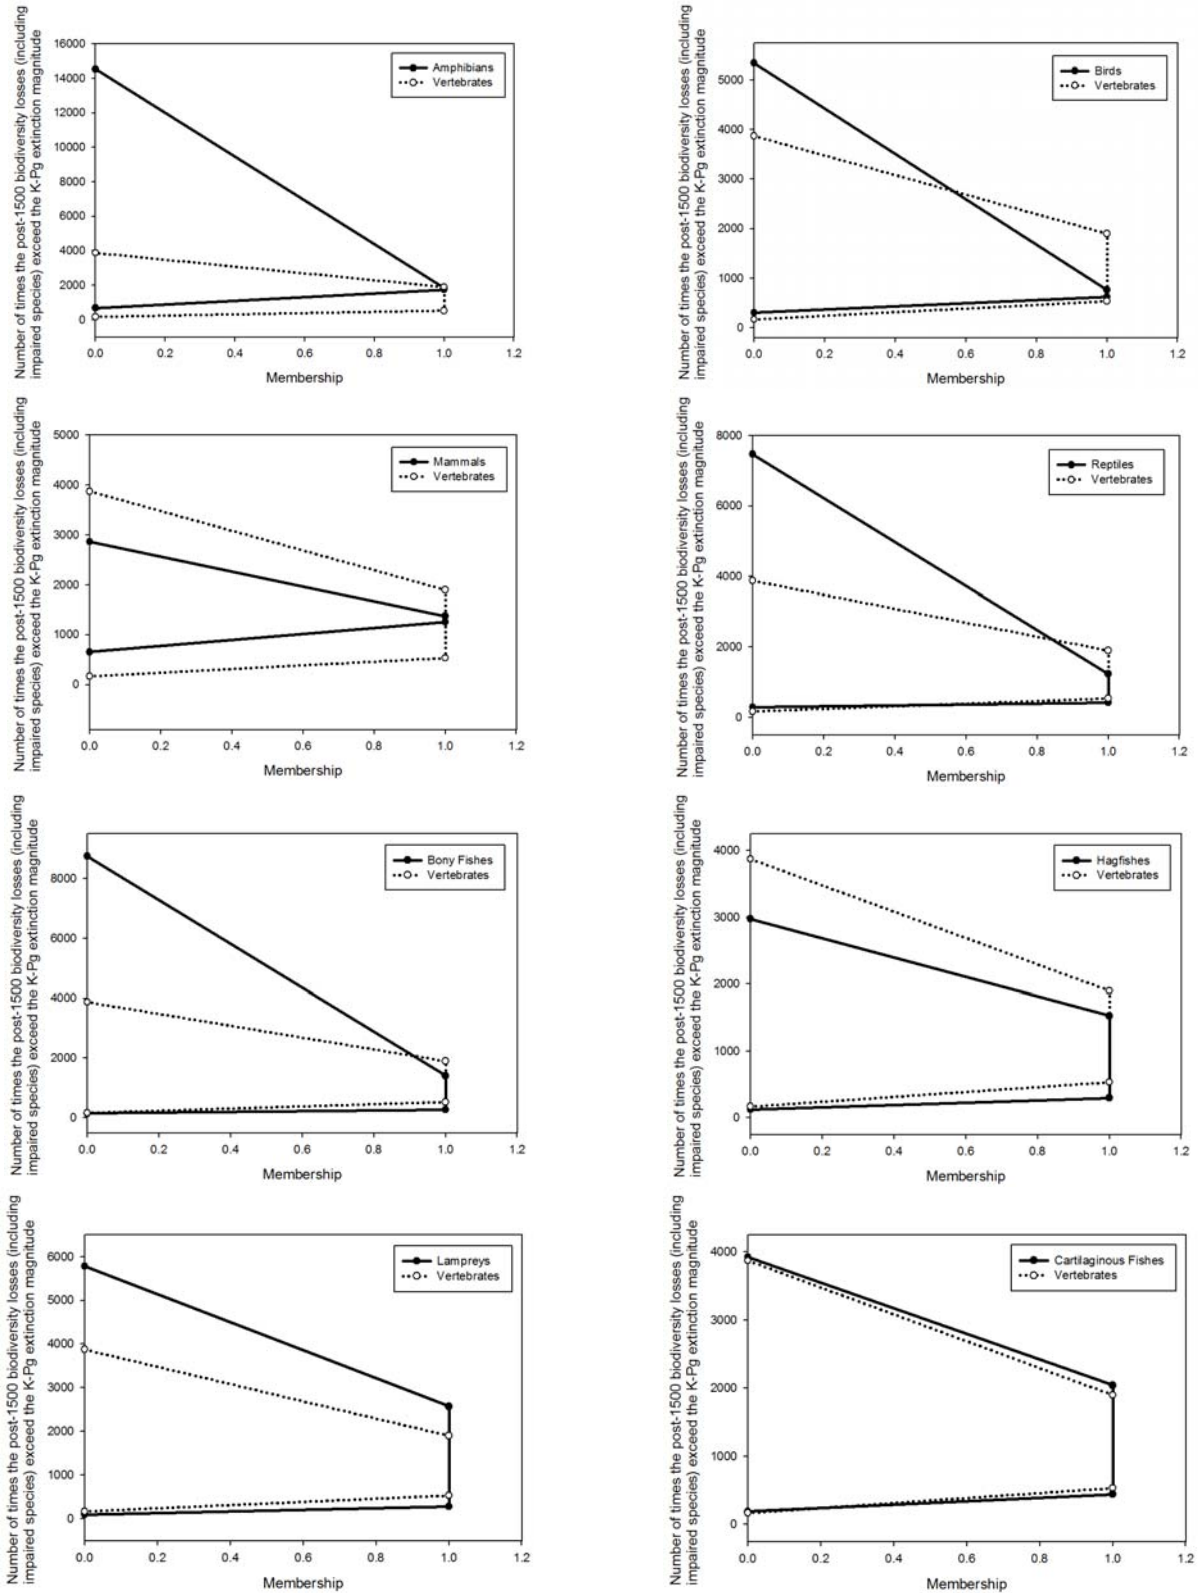 Number of times the post-1500 biodiversity losses (including
impaired species) exceed the K-Pg extinction magnitude
16000
14000
12000
10000
8000
6000
4000
2000
0
Amphibians
Vertebrates
0.0 0.2 0.4 0.6 0.8 1.0 1.2
Membership
Number of times the post-1500 biodiversity losses (including
impaired species) exceed the K-Pg extinction magnitude
5000
4000
3000
2000
1000
0
Birds
Vertebrates
0.0 0.2 0.4 0.6 0.8 1.0 1.2
Membership
Number of times the post-1500 biodiversity losses (including
impaired species) exceed the K-Pg extinction magnitude
5000
4000
3000
2000
1000
0
Mammals
Vertebrates
0.0 0.2 0.4 0.6 0.8 1.0 1.2
Membership
Number of times the post-1500 biodiversity losses (including
impaired species) exceed the K-Pg extinction magnitude
8000
6000
4000
2000
0
Reptiles
Vertebrates
0.0 0.2 0.4 0.6 0.8 1.0 1.2
Membership
Number of times the post-1500 biodiversity losses (including
impaired species) exceed the K-Pg extinction magnitude
8000
6000
4000
2000
0
Bony Fishes
Vertebrates
0.0 0.2 0.4 0.6 0.8 1.0 1.2
Membership
Number of times the post-1500 biodiversity losses (including
impaired species) exceed the K-Pg extinction magnitude
4000
3000
2000
1000
0
Hagfishes
Vertebrates
0.0 0.2 0.4 0.6 0.8 1.0 1.2
Membership
Number of times the post-1500 biodiversity losses (including
impaired species) exceed the K-Pg extinction magnitude
6000
5000
4000
3000
2000
1000
0
Lampreys
Vertebrates
0.0 0.2 0.4 0.6 0.8 1.0 1.2
Membership
Number of times the post-1500 biodiversity losses (including
impaired species) exceed the K-Pg extinction magnitude
4000
3000
2000
1000
0
Cartilaginous Fishes
Vertebrates
0.0 0.2 0.4 0.6 0.8 1.0 1.2
Membership